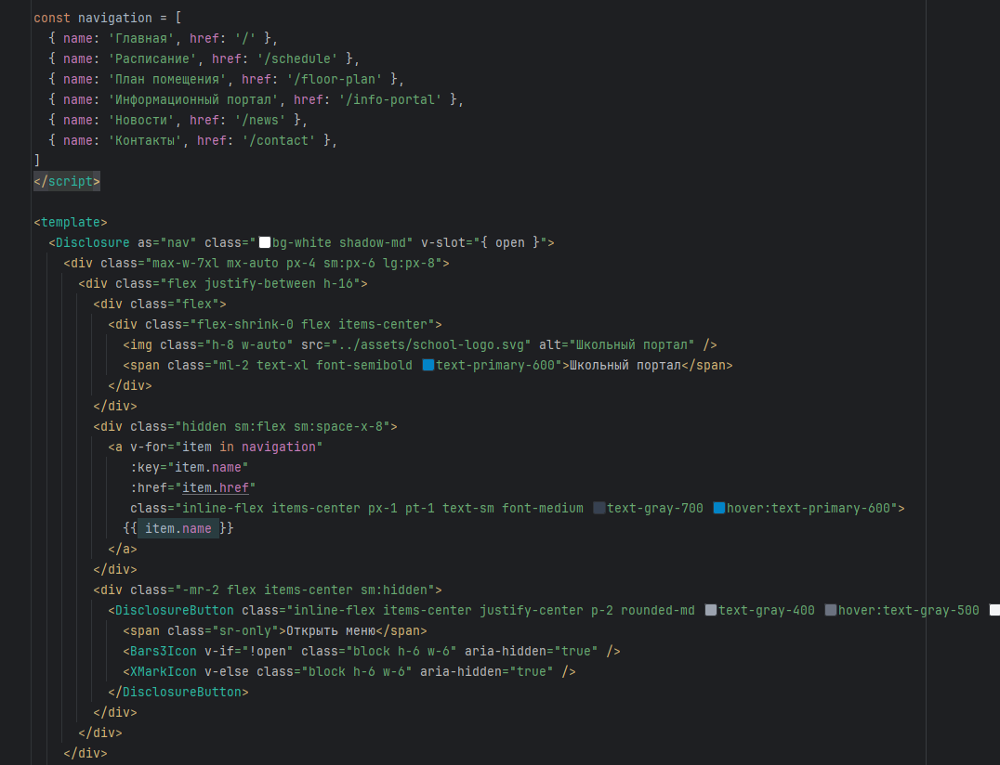 const navigation = [
  { name: 'Главная', href: '/' },
  { name: 'Расписание', href: '/schedule' },
  { name: 'План помещения', href: '/floor-plan' },
  { name: 'Информационный портал', href: '/info-portal' },
  { name: 'Новости', href: '/news' },
  { name: 'Контакты', href: '/contact' },
]
</script>

<template>
  <Disclosure as="nav" class="bg-white shadow-md" v-slot="{ open }">
    <div class="max-w-7xl mx-auto px-4 sm:px-6 lg:px-8">
      <div class="flex justify-between h-16">
        <div class="flex">
          <div class="flex-shrink-0 flex items-center">
            <img class="h-8 w-auto" src="../assets/school-logo.svg" alt="Школьный портал" />
            <span class="ml-2 text-xl font-semibold text-primary-600">Школьный портал</span>
          </div>
        </div>
        <div class="hidden sm:flex sm:space-x-8">
          <a v-for="item in navigation"
             :key="item.name"
             :href="item.href"
             class="inline-flex items-center px-1 pt-1 text-sm font-medium text-gray-700 hover:text-primary-600">
            {{ item.name }}
          </a>
        </div>
        <div class="-mr-2 flex items-center sm:hidden">
          <DisclosureButton class="inline-flex items-center justify-center p-2 rounded-md text-gray-400 hover:text-gray-500
            <span class="sr-only">Открыть меню</span>
            <Bars3Icon v-if="!open" class="block h-6 w-6" aria-hidden="true" />
            <XMarkIcon v-else class="block h-6 w-6" aria-hidden="true" />
          </DisclosureButton>
        </div>
      </div>
    </div>